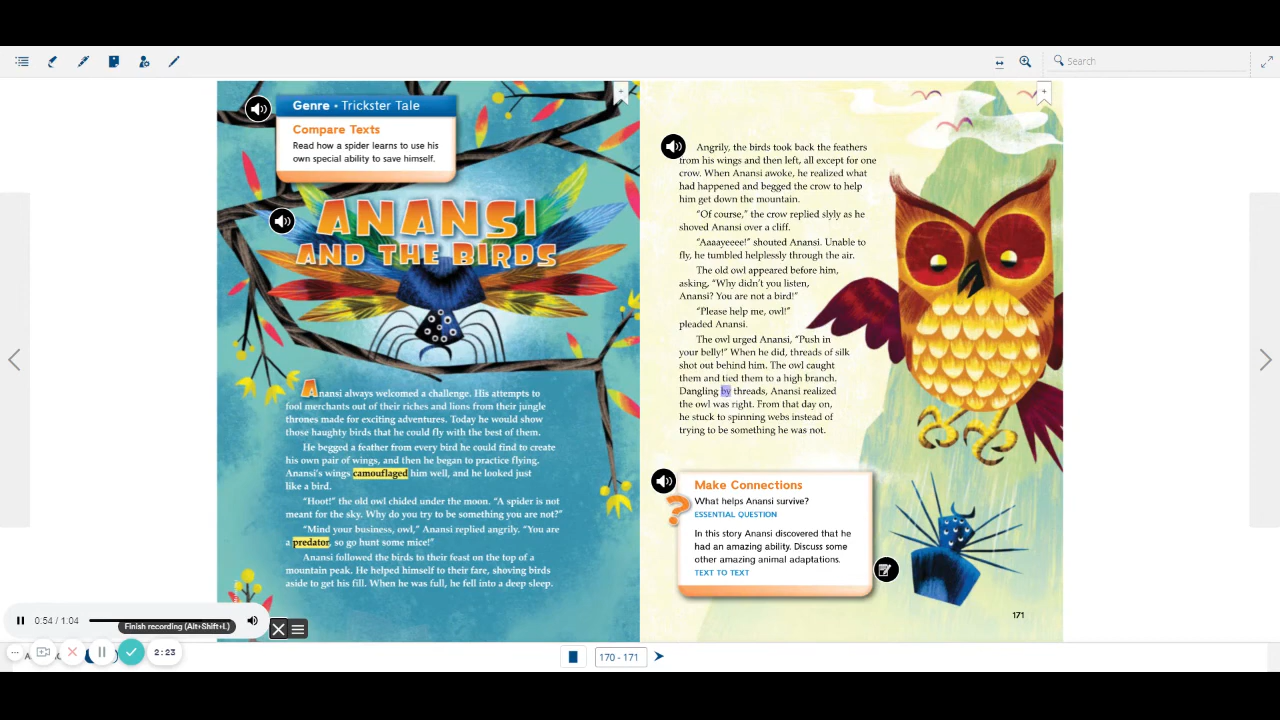 Search
Genre • Trickster Tale
Compare Texts
Read how a spider learns to use his
own special ability to save himself.
ANANSI
AND THE BIRDS
Anansi always welcomed a challenge. His attempts to
fool merchants out of their riches and lions from their jungle
thrones made for exciting adventures. Today he would show
those haughty birds that he could fly with the best of them.
He begged a feather from every bird he could find to create
his own pair of wings, and then he began to practice flying.
Anansi's wings camouflaged him well, and he looked just
like a bird.
"Hoot!" the old owl chided under the moon. "A spider is not
meant for the sky. Why do you try to be something you are not?"
"Mind your business, owl," Anansi replied angrily. "You are
a predator, so go hunt some mice!"
Anansi followed the birds to their feast on the top of a
mountain peak. He helped himself to their fare, shoving birds
aside to get his fill. When he was full, he fell into a deep sleep.
Angrily, the birds took back the feathers
from his wings and then left, all except for one
crow. When Anansi awoke, he realized what
had happened and begged the crow to help
him get down the mountain.
"Of course," the crow replied slyly as he
shoved Anansi over a cliff.
"Aaaayeeee!" shouted Anansi. Unable to
fly, he tumbled helplessly through the air.
The old owl appeared before him,
asking, "Why didn't you listen,
Anansi? You are not a bird!"
"Please help me, owl!"
pleaded Anansi.
The owl urged Anansi, "Push in
your belly!" When he did, threads of silk
shot out behind him. The owl caught
them and tied them to a high branch.
Dangling by threads, Anansi realized
the owl was right. From that day on,
he stuck to spinning webs instead of
trying to be something he was not.
?
Make Connections
What helps Anansi survive?
ESSENTIAL QUESTION
In this story Anansi discovered that he
had an amazing ability. Discuss some
other amazing animal adaptations.
TEXT TO TEXT
171
0:54 / 1:04
Finish recording (Alt+Shift+L)
2:23
170 - 171